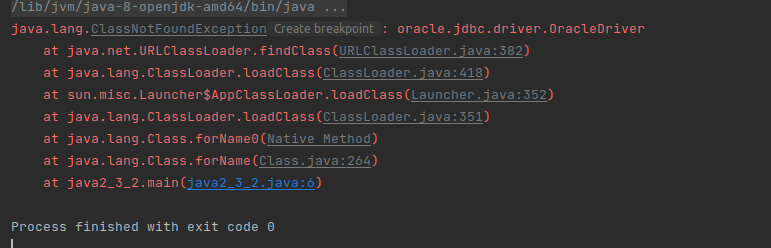 /lib/jvm/java-8-openjdk-amd64/bin/java ...
java.lang.ClassNotFoundException Create breakpoint : oracle.jdbc.driver.OracleDriver
at java.net.URLClassLoader.findClass(URLClassLoader.java:382)
at java.lang.ClassLoader.loadClass(ClassLoader.java:418)
at sun.misc.Launcher$AppClassLoader.loadClass(Launcher.java:352)
at java.lang.ClassLoader.loadClass(ClassLoader.java:351)
at java.lang.Class.forName0(Native Method)
at java.lang.Class.forName(Class.java:264)
at java2_3_2.main(java2_3_2.java:6)
Process finished with exit code 0